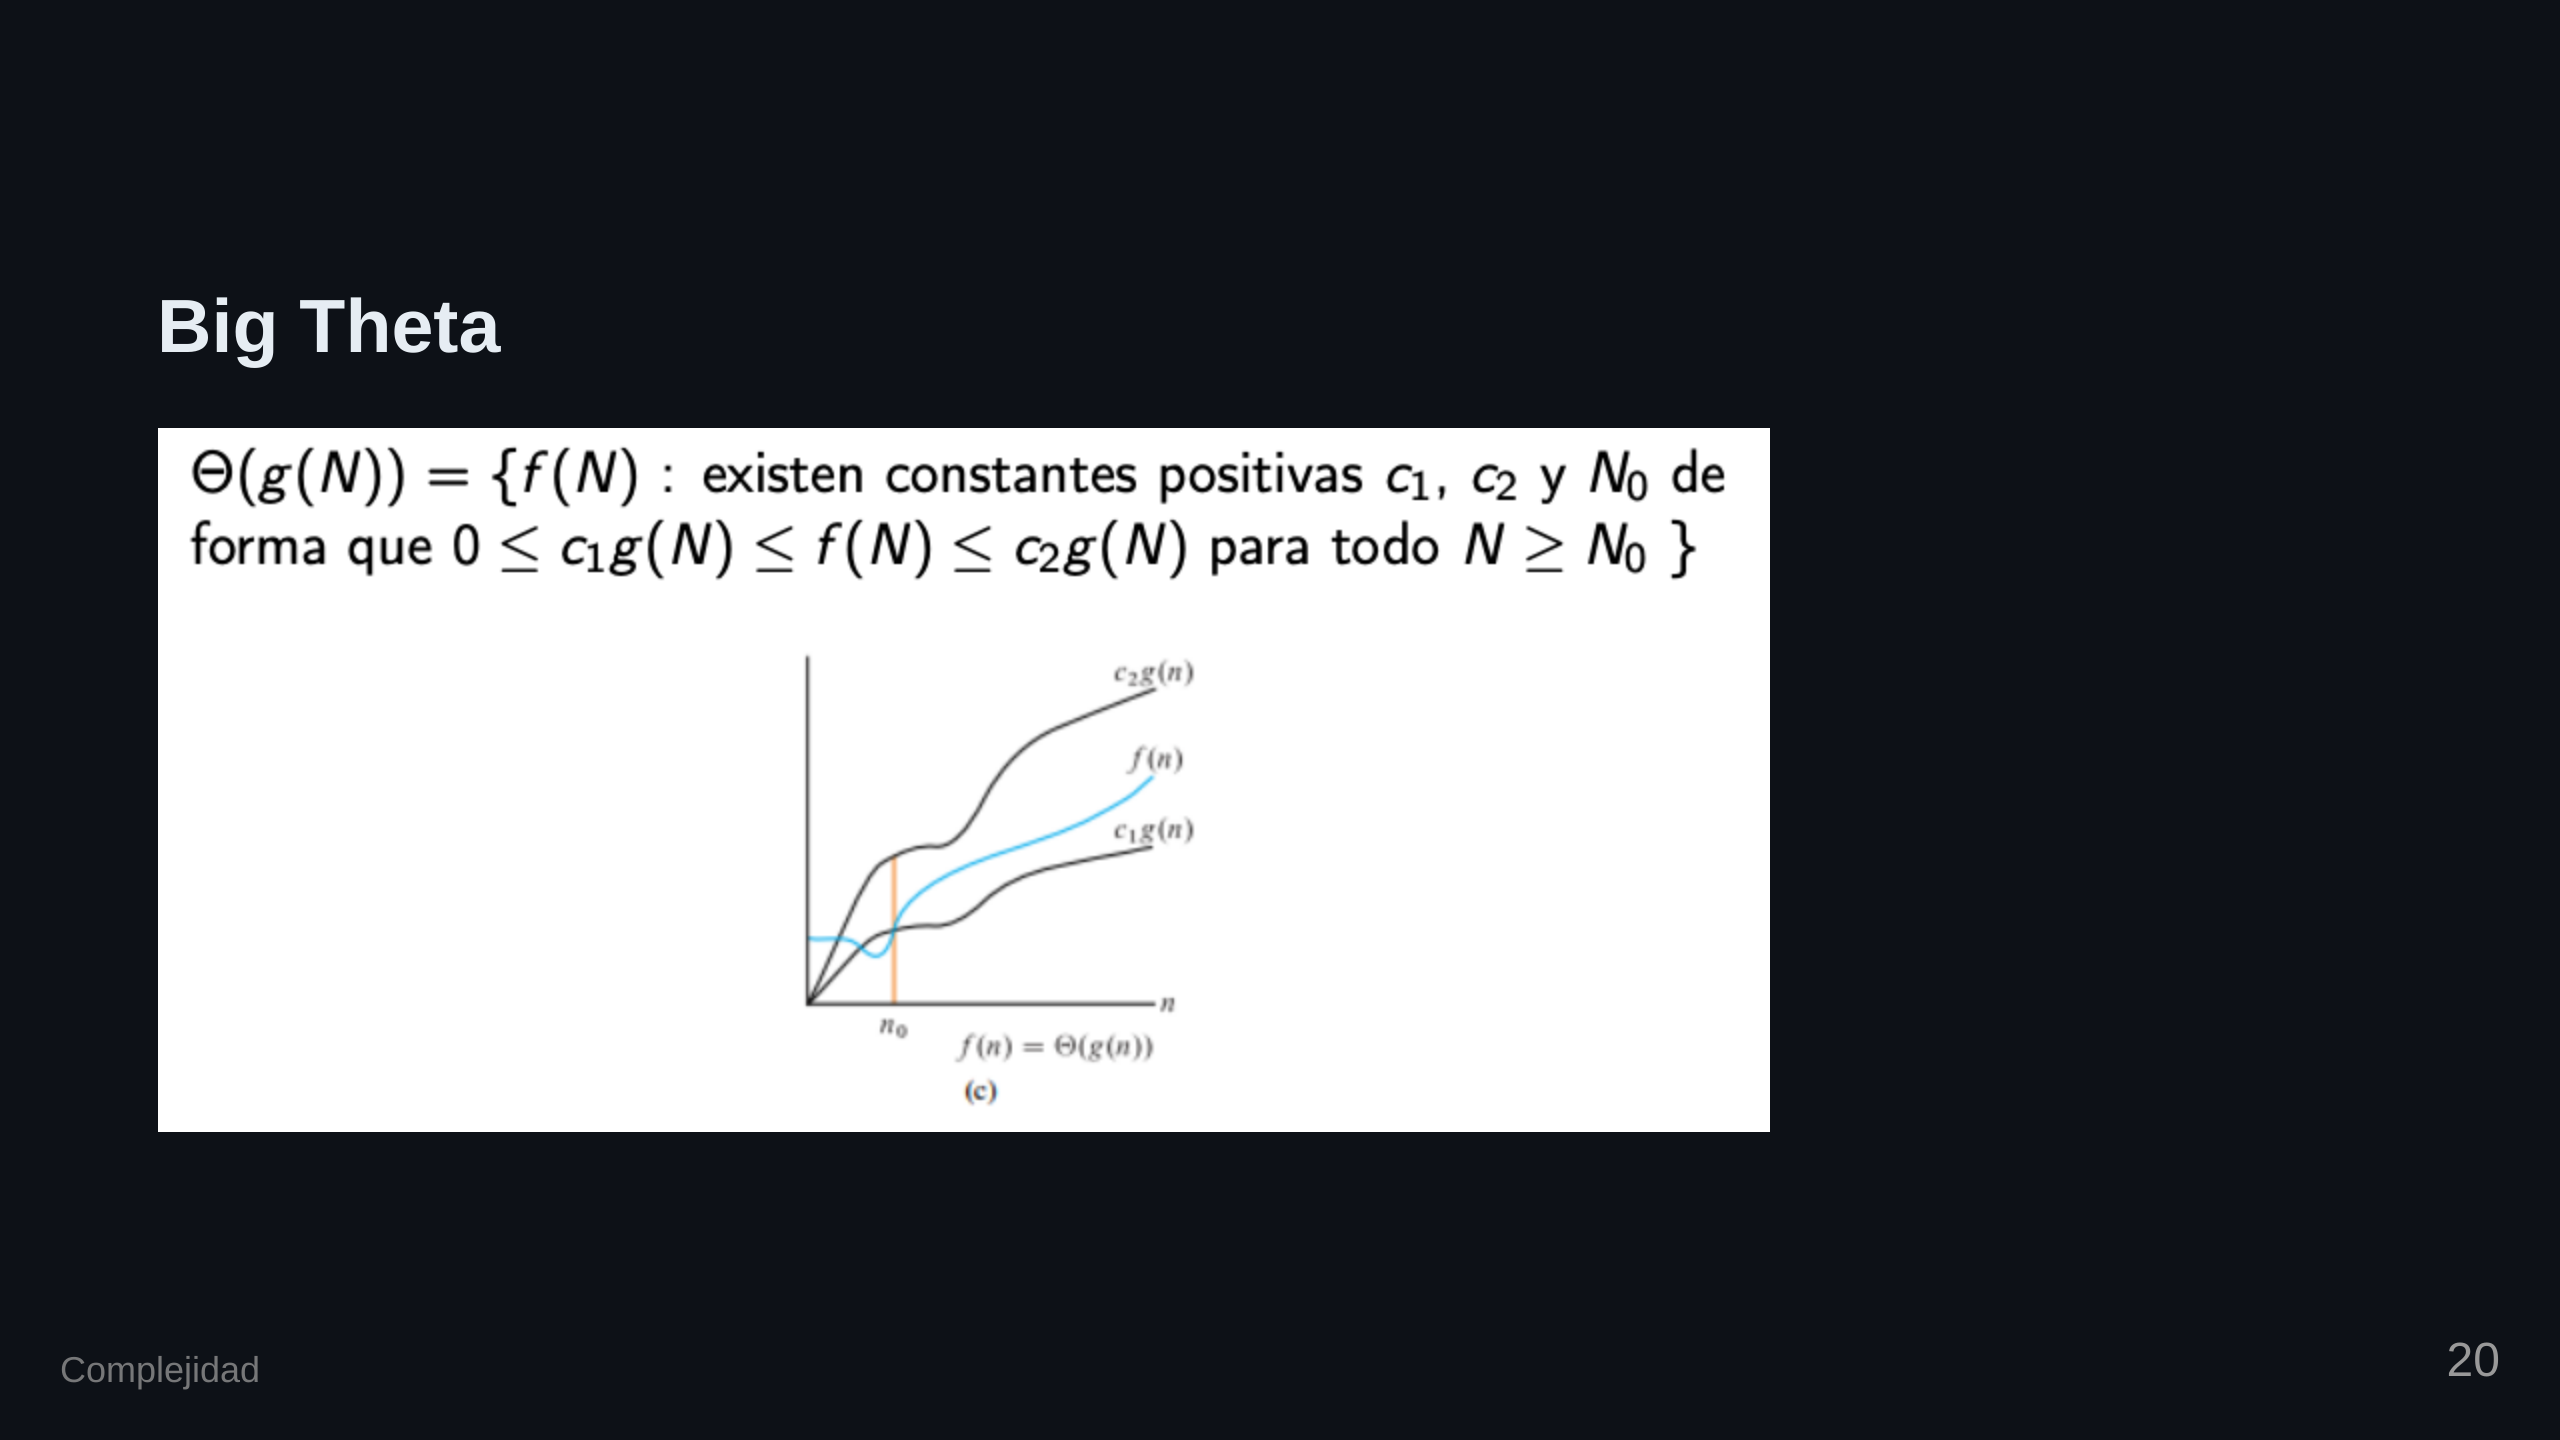 Big Theta
Θ(g(N)) = {f(N) : existen constantes positivas c₁, c₂ y N₀ de
forma que 0 ≤ c₁g(N) ≤ f(N) ≤ c₂g(N) para todo N ≥ N₀ }
c₂g(n)
f(n)
c₁g(n)
n
n₀
f(n) = Θ(g(n))
(c)
Complejidad
20